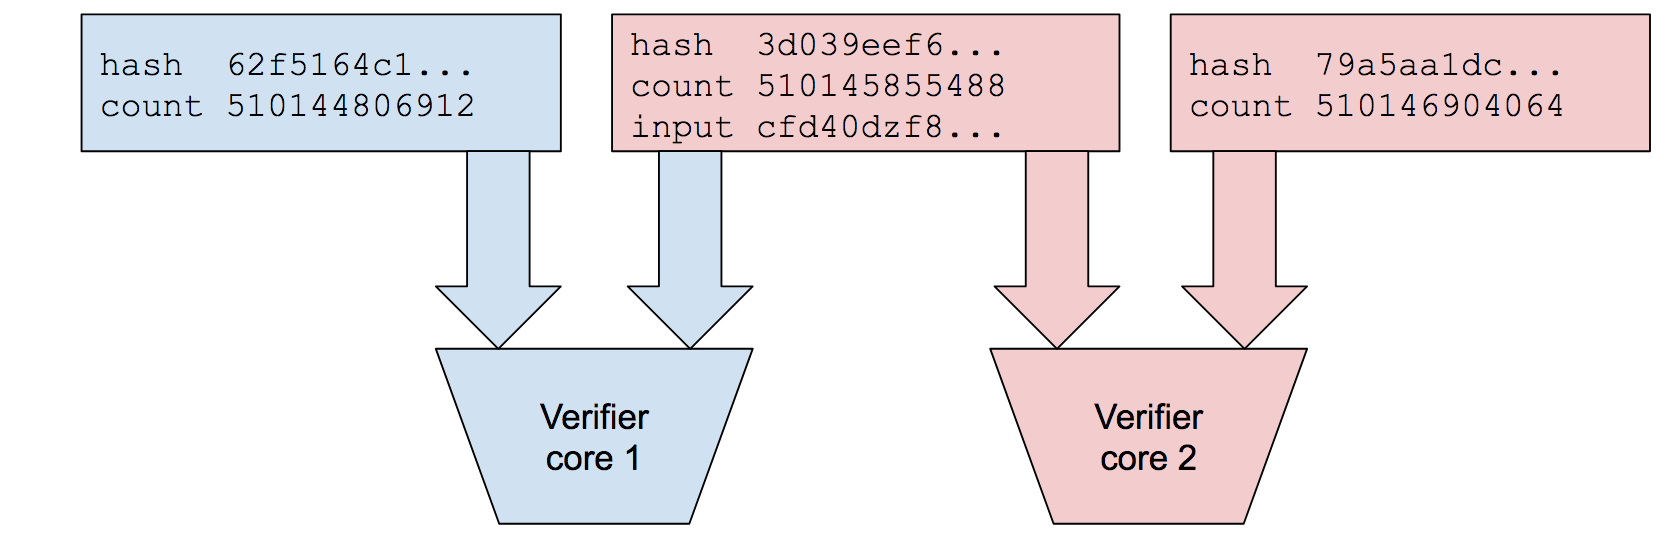 hash 62f5164c1...
count 510144806912
hash 3d039eef6...
count 510145855488
input cfd40dzf8...
hash 79a5aa1dc...
count 510146904064
Verifier
core 1
Verifier
core 2